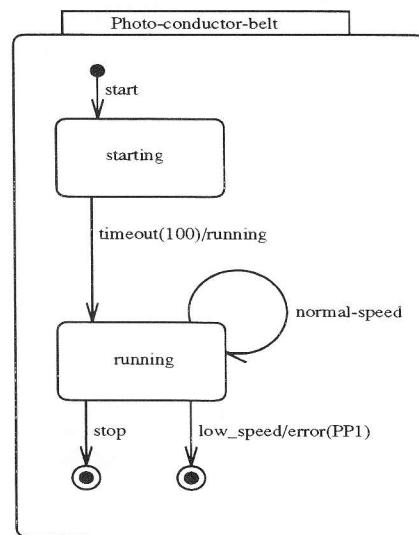 Photo-conductor-belt
start
starting
timeout(100)/running
normal-speed
running
stop
low_speed/error(PP1)